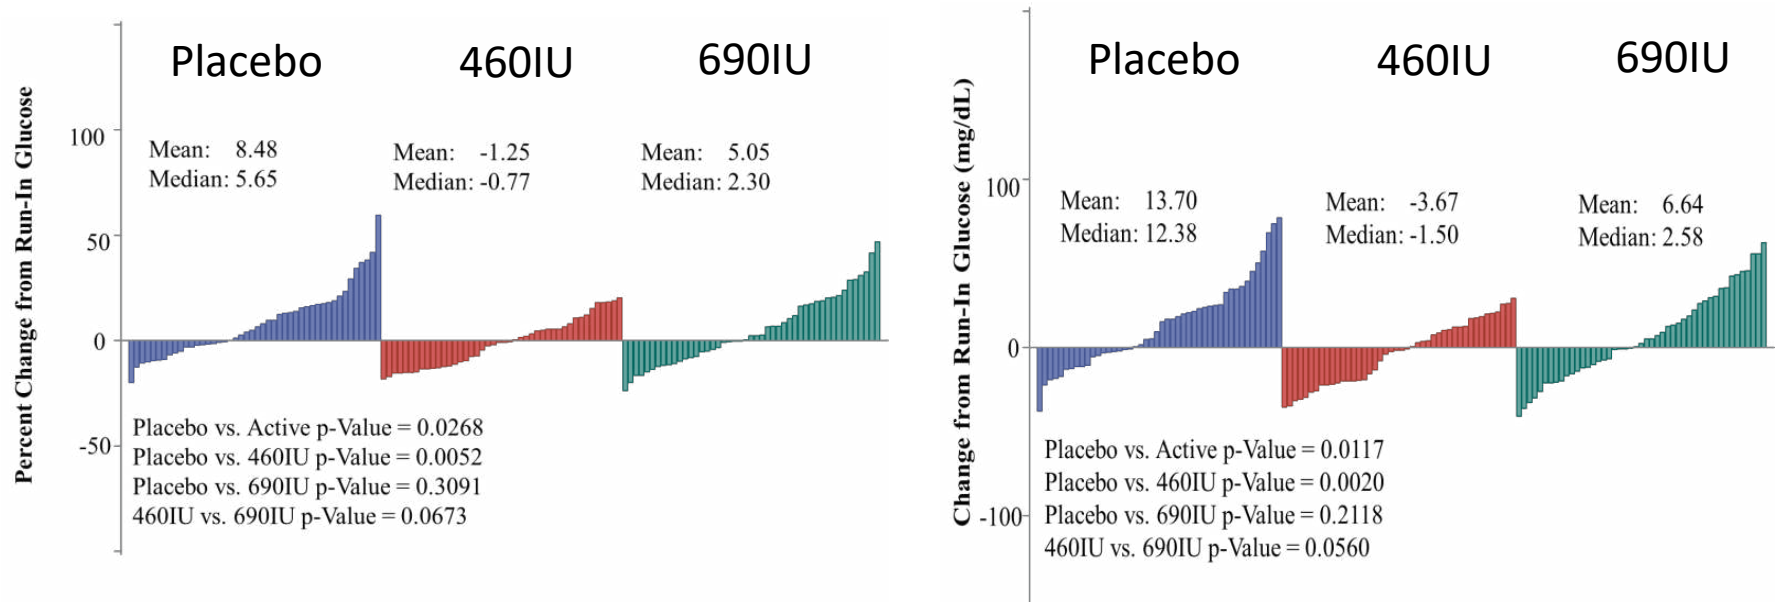 Percent Change from Run-In Glucose
Placebo
460IU
690IU
100
50
0
-50
Mean: 8.48
Median: 5.65
Mean: -1.25
Median: -0.77
Mean: 5.05
Median: 2.30
Placebo vs. Active p-Value = 0.0268
Placebo vs. 460IU p-Value = 0.0052
Placebo vs. 690IU p-Value = 0.3091
460IU vs. 690IU p-Value = 0.0673
Change from Run-In Glucose (mg/dL)
Placebo
460IU
690IU
100
0
-100
Mean: 13.70
Median: 12.38
Mean: -3.67
Median: -1.50
Mean: 6.64
Median: 2.58
Placebo vs. Active p-Value = 0.0117
Placebo vs. 460IU p-Value = 0.0020
Placebo vs. 690IU p-Value = 0.2118
460IU vs. 690IU p-Value = 0.0560